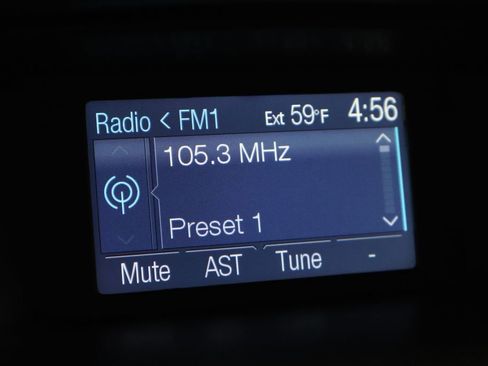 Radio < FM1 Ext 59°F 4:56
105.3 MHz
Preset 1
Mute AST Tune -